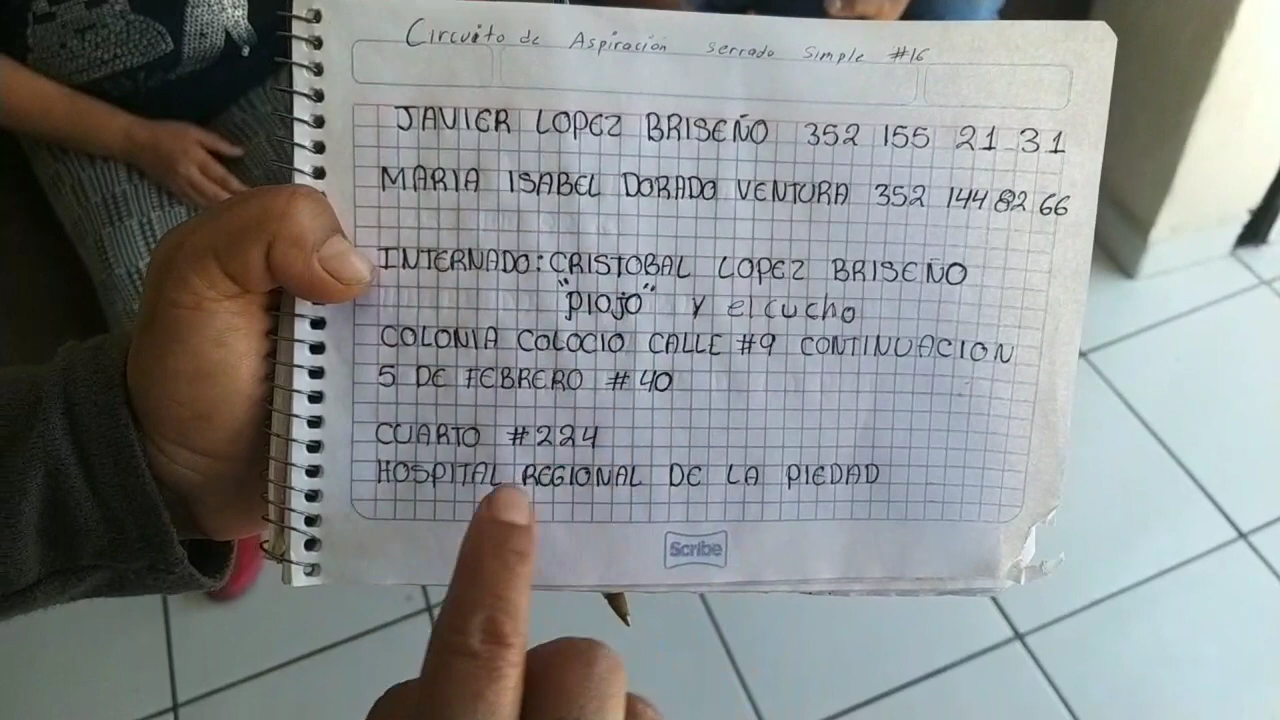 Circuito de Aspiración serrado simple #16
JAVIER LOPEZ BRISEÑO 352 155 21 31
MARIA ISABEL DORADO VENTURA 352 144 82 66
INTERNADO: CRISTOBAL LOPEZ BRISEÑO
"PIOJO" y el cucho
COLONIA COLOCIO CALLE #9 CONTINUACION
5 DE FEBRERO #40
CUARTO #224
HOSPITAL REGIONAL DE LA PIEDAD
Scribe